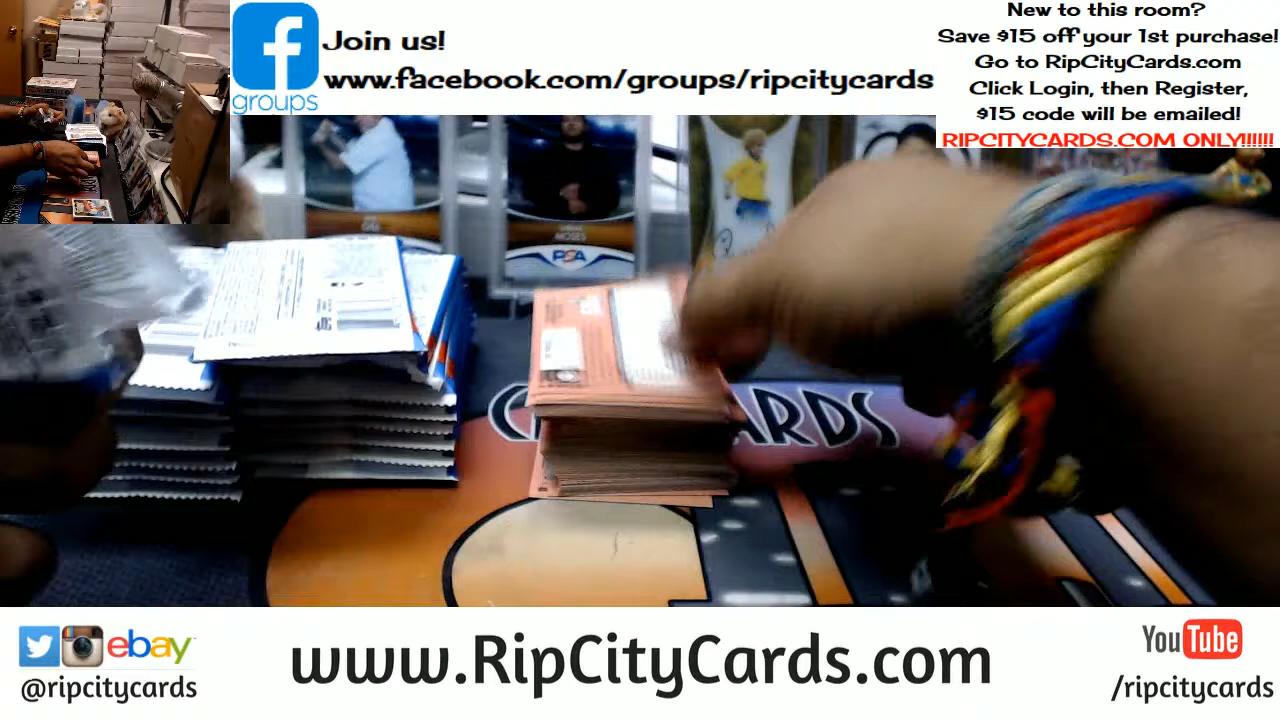 Join us!
www.facebook.com/groups/ripcitycards
groups
New to this room?
Save $15 off your 1st purchase!
Go to RipCityCards.com
Click Login, then Register,
$15 code will be emailed!
RIPCITYCARDS.COM ONLY!!!!!!
MOSES
PSA
C ARDS
ebay
@ripcitycards
www.RipCityCards.com
YouTube
/ripcitycards